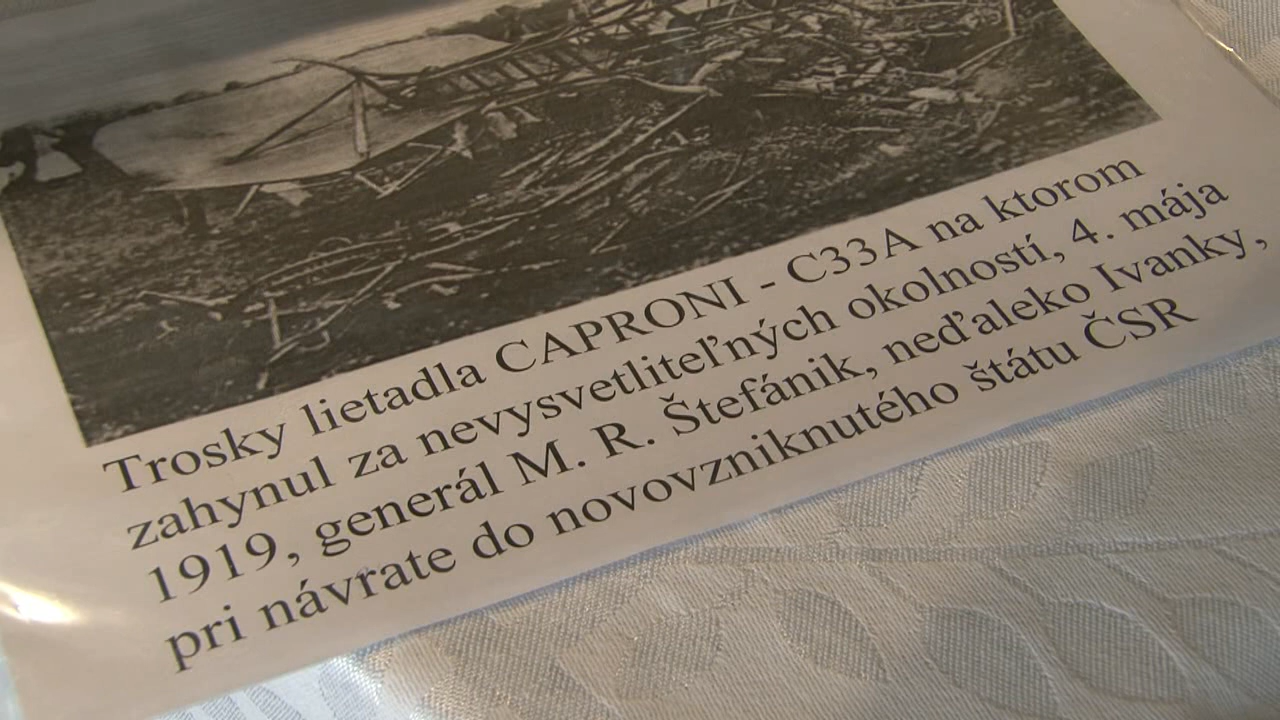 Trosky lietadla CAPRONI - C33A na ktorom
zahynul za nevysvetliteľných okolností, 4. mája
1919, generál M. R. Štefánik, neďaleko Ivanky,
pri návrate do novovzniknutého štátu ČSR